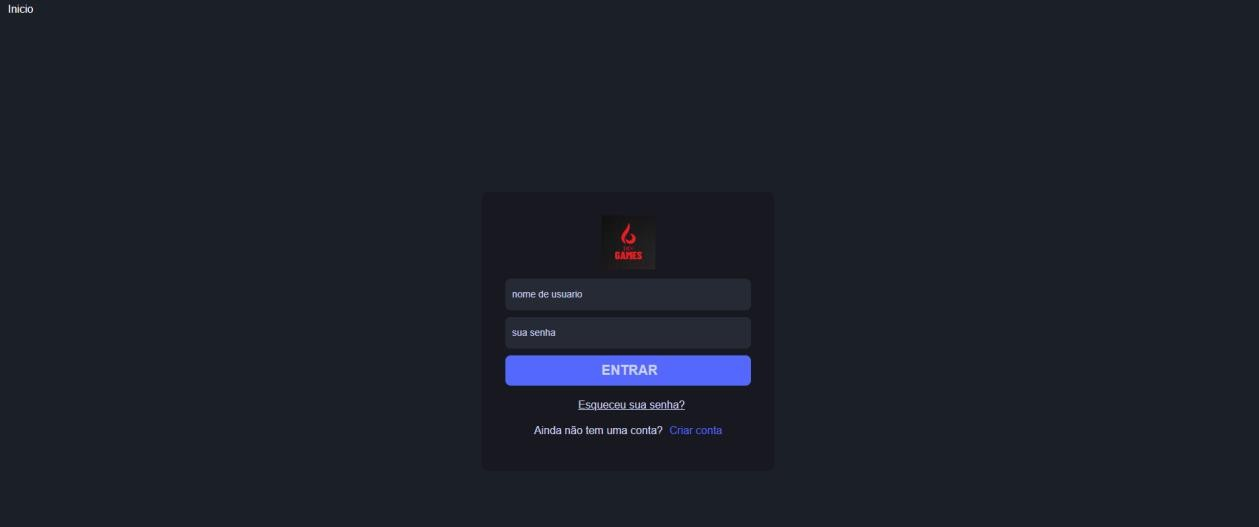 Inicio
GAMES
nome de usuario
sua senha
ENTRAR
Esqueceu sua senha?
Ainda não tem uma conta? Criar conta